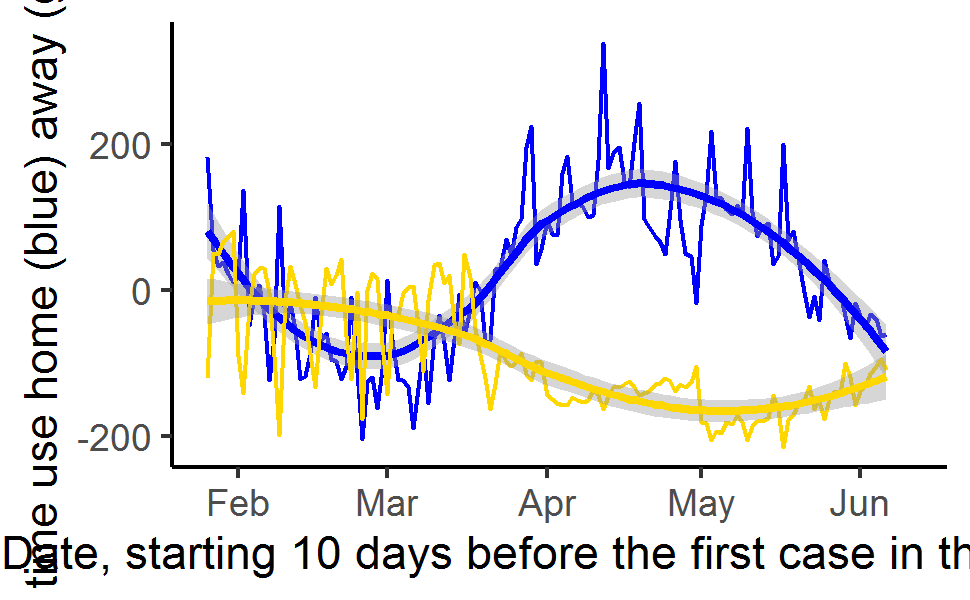 time use home (blue) away (g
200
0
-200
Feb Mar Apr May Jun
Date, starting 10 days before the first case in th